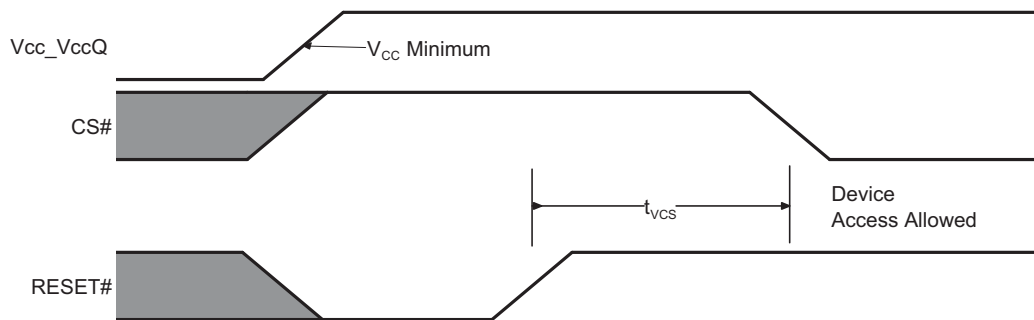 Vcc_VccQ
VCC Minimum
CS#
tVCS
Device
Access Allowed
RESET#